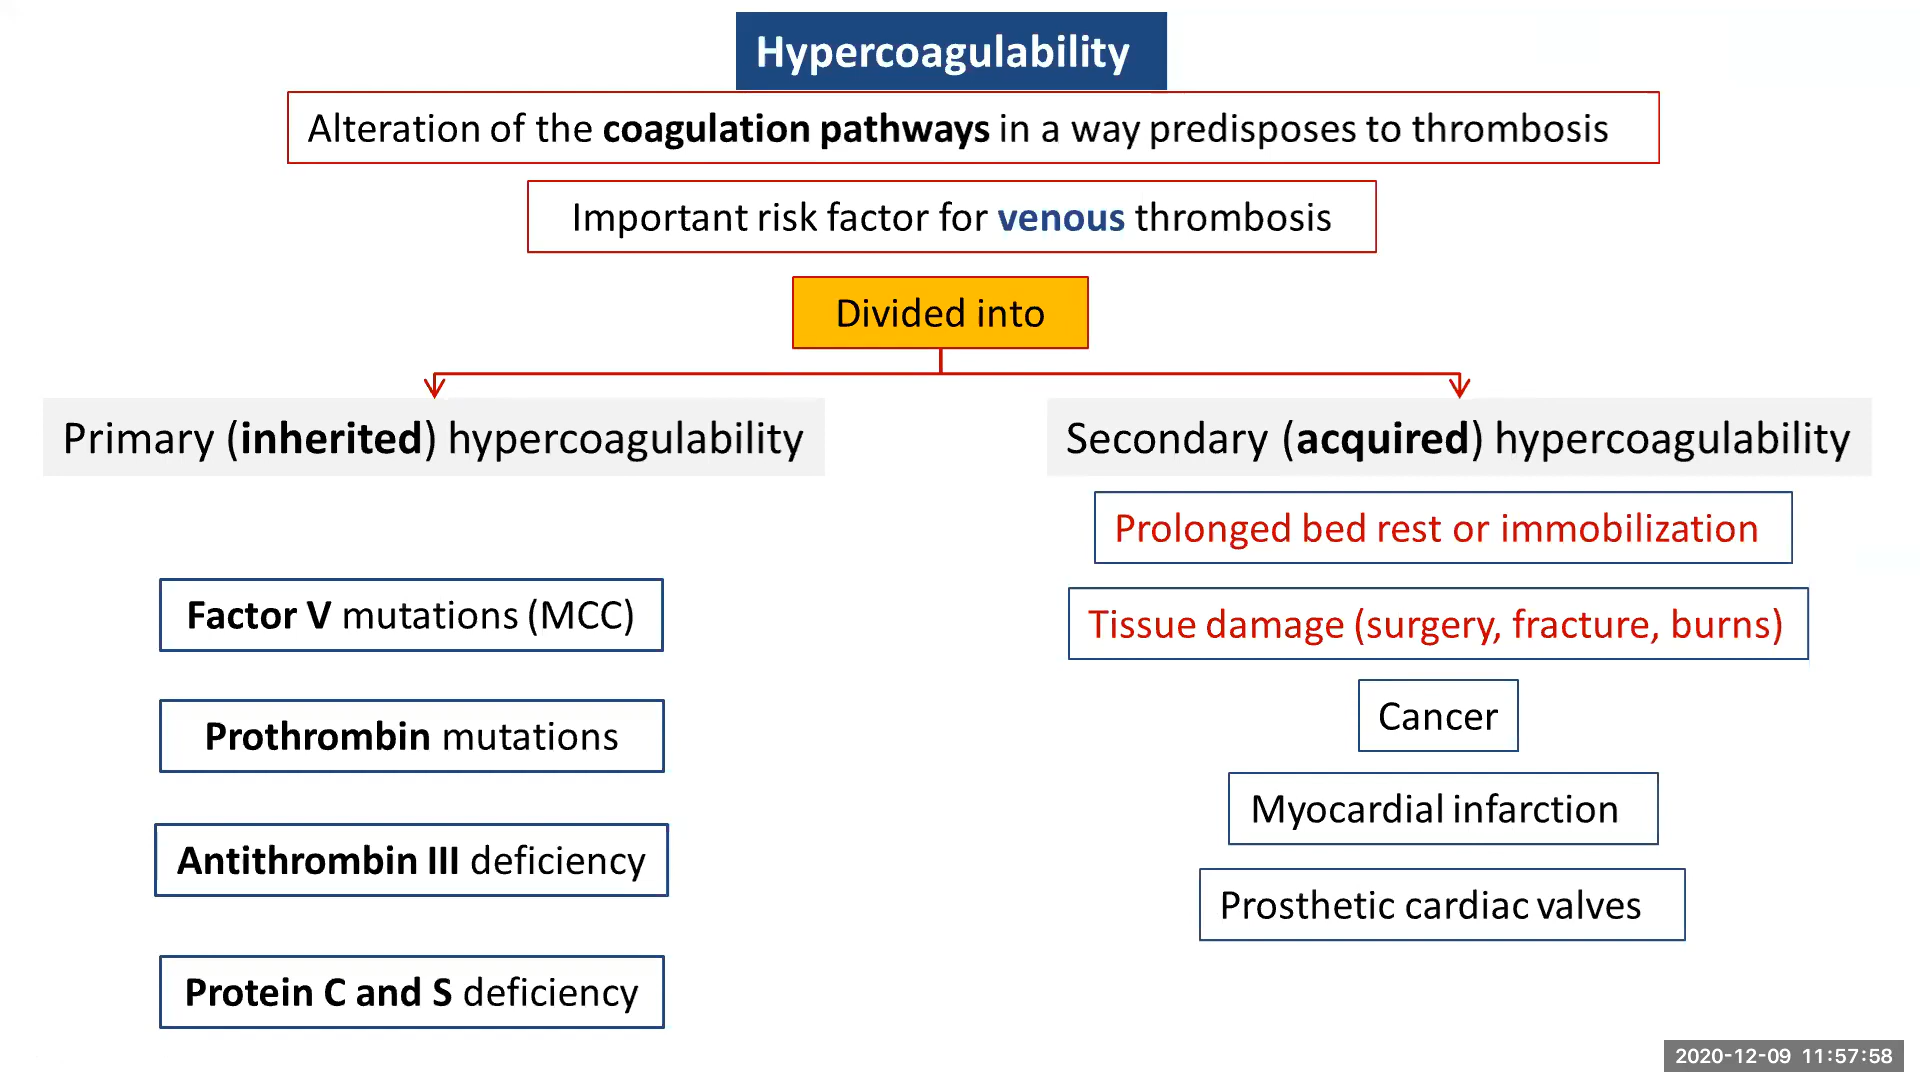 Hypercoagulability
Alteration of the coagulation pathways in a way predisposes to thrombosis
Important risk factor for venous thrombosis
Divided into
Primary (inherited) hypercoagulability
Factor V mutations (MCC)
Prothrombin mutations
Antithrombin III deficiency
Protein C and S deficiency
Secondary (acquired) hypercoagulability
Prolonged bed rest or immobilization
Tissue damage (surgery, fracture, burns)
Cancer
Myocardial infarction
Prosthetic cardiac valves
2020-12-09 11:57:58